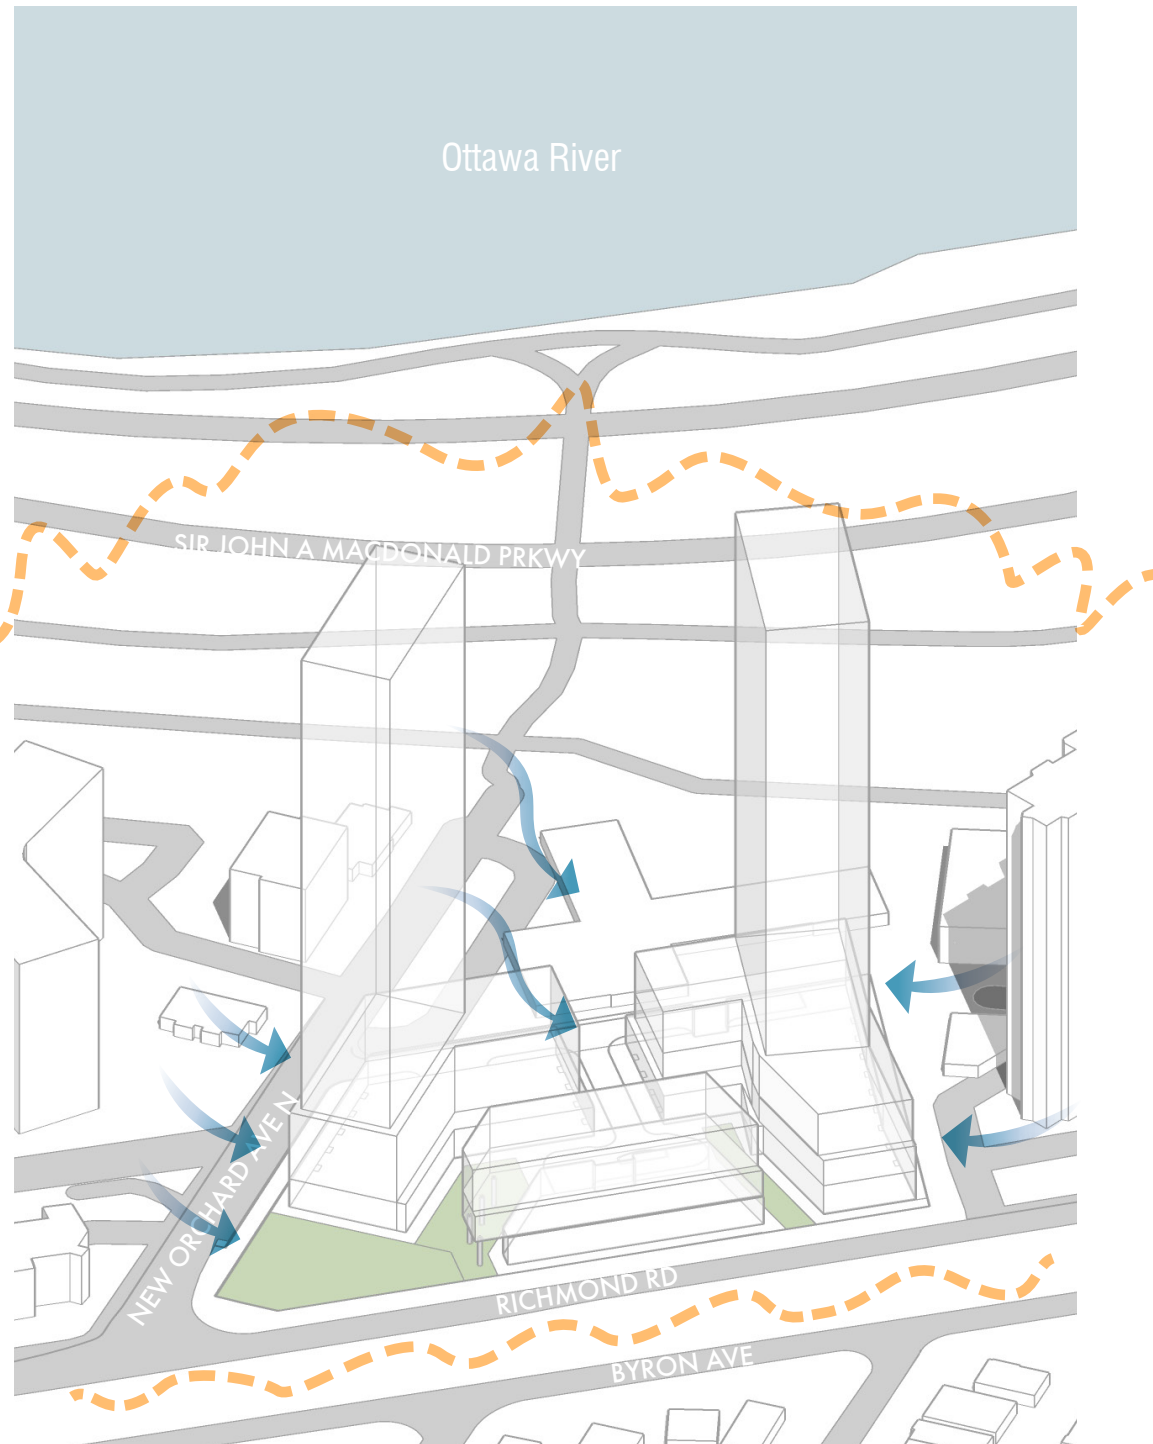 Ottawa River
SIR JOHN A MACDONALD PRKWY
NEW ORCHARD AVE N
RICHMOND RD
BYRON AVE